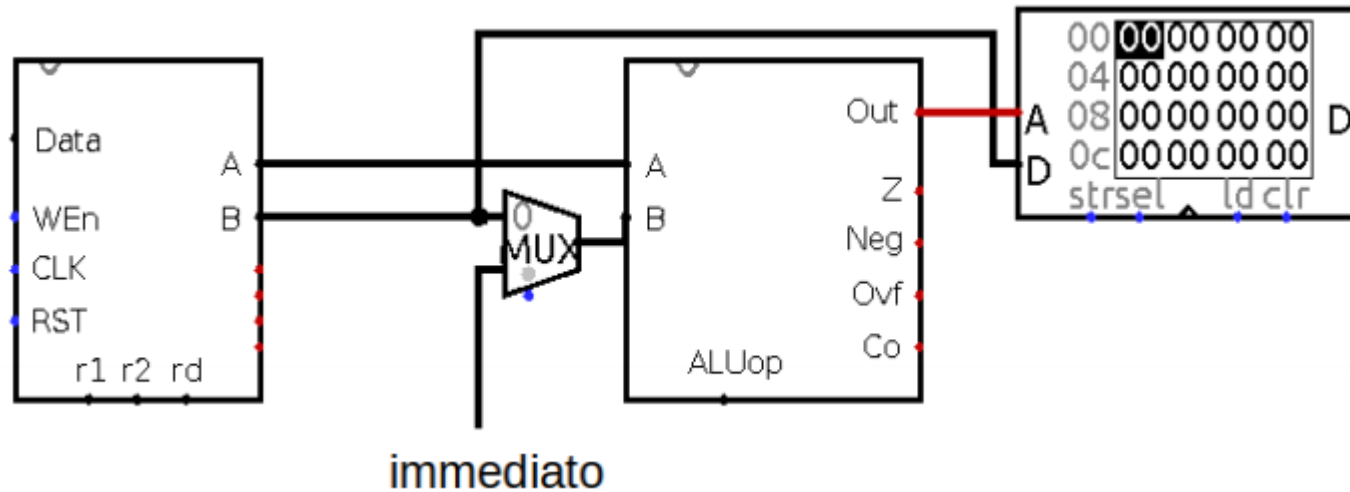 00 00 00 00 00
04 00 00 00 00
08 00 00 00 00
0c 00 00 00 00
A
D
D
str sel ld clr
Data
WEn
CLK
RST
A
B
r1 r2 rd
0
MUX
A
B
Out
Z
Neg
Ovf
Co
ALUop
immediato